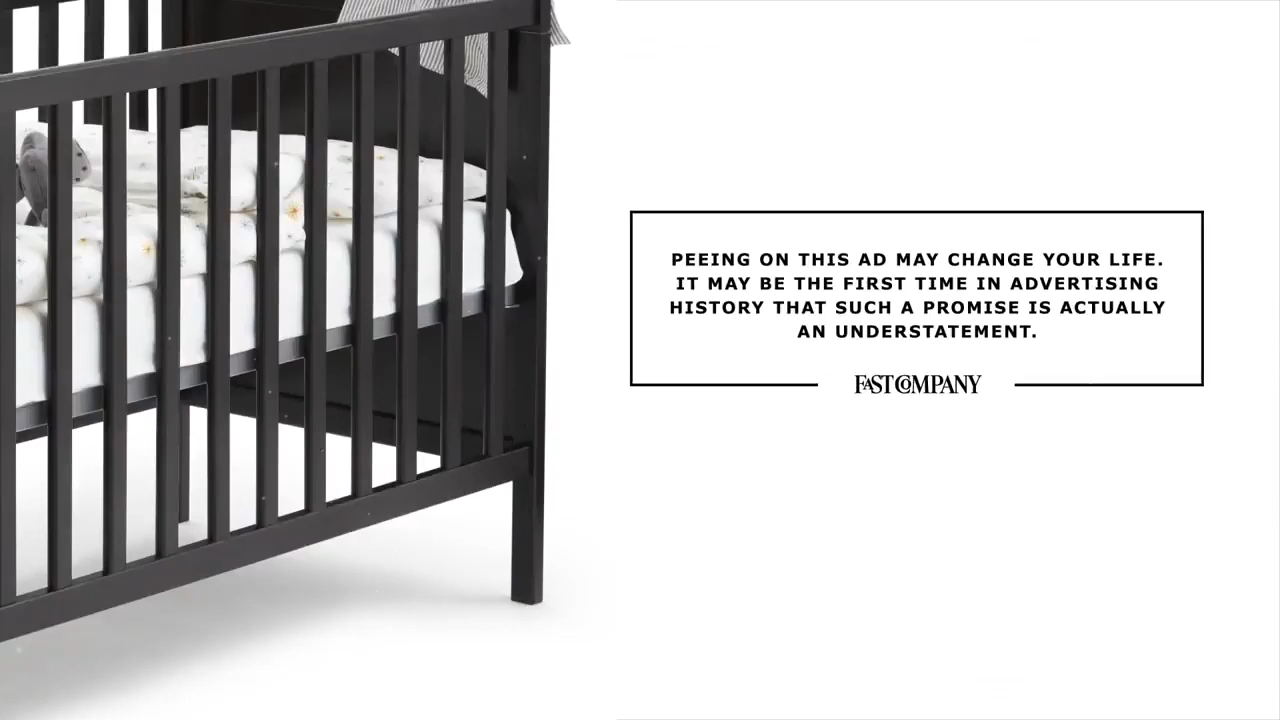 PEEING ON THIS AD MAY CHANGE YOUR LIFE.
IT MAY BE THE FIRST TIME IN ADVERTISING
HISTORY THAT SUCH A PROMISE IS ACTUALLY
AN UNDERSTATEMENT.
FAST COMPANY